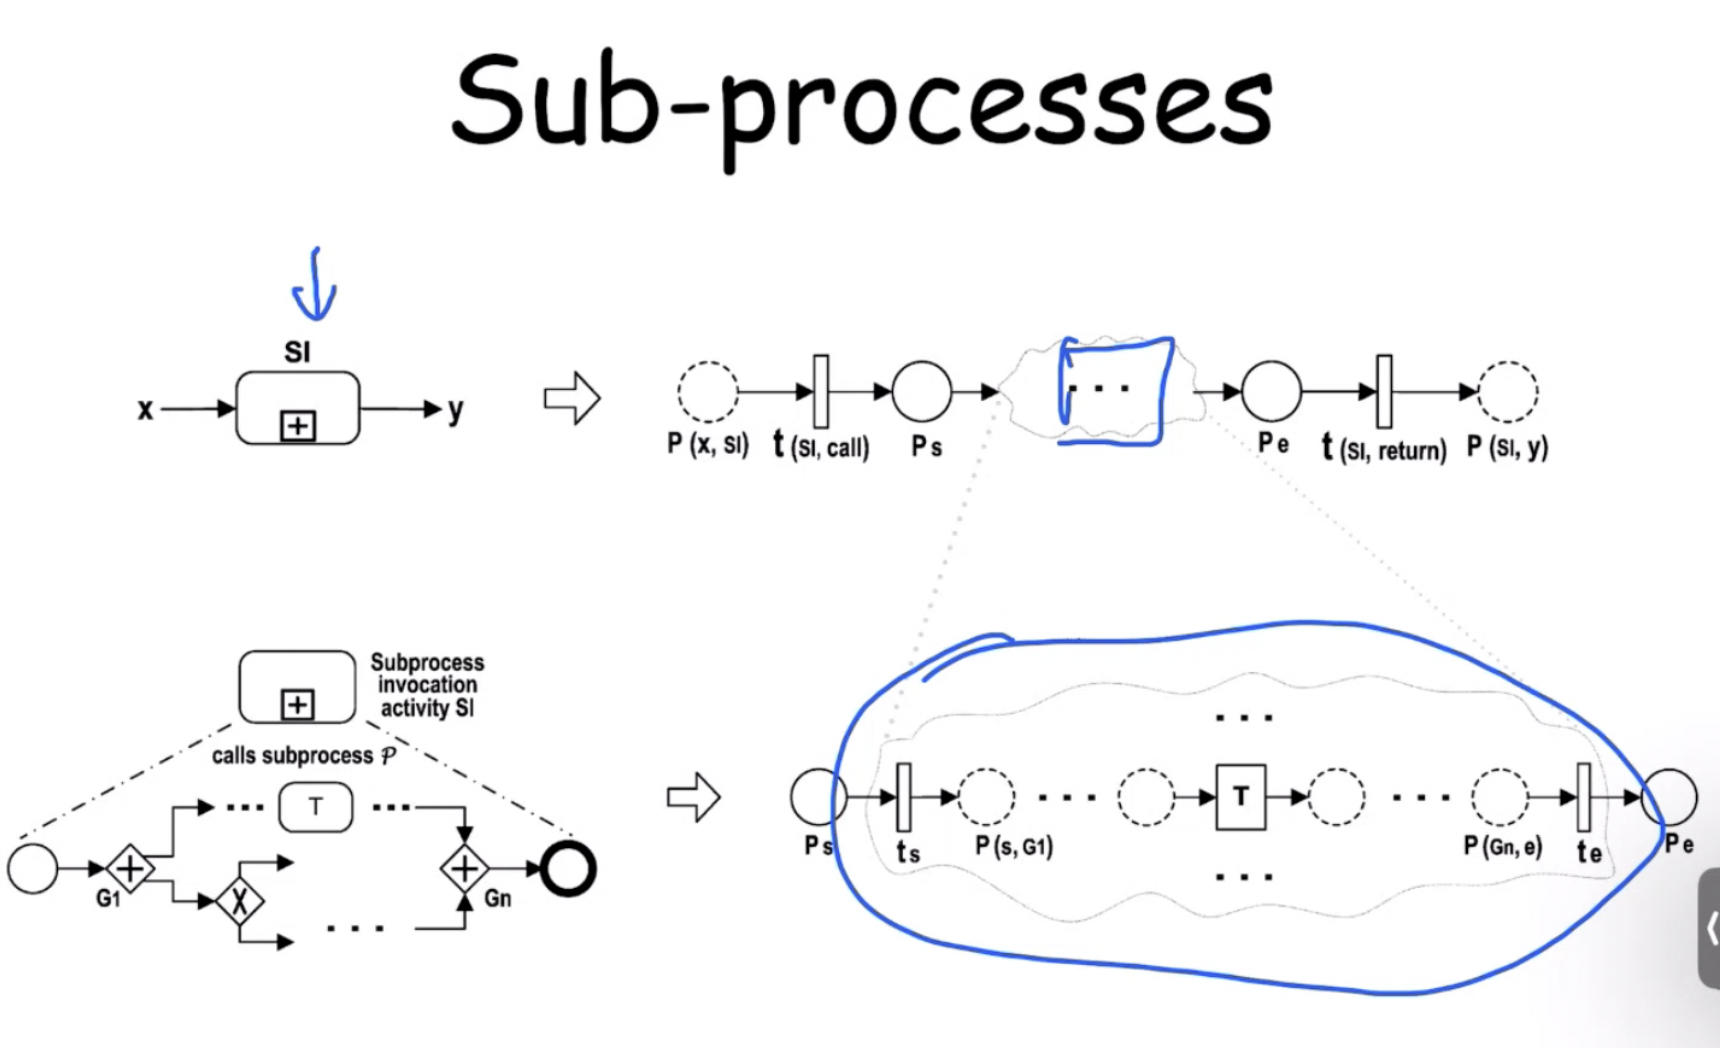 Sub-processes
SI
x
y
P (x, SI) t (SI, call) Ps
...
Pe t (SI, return) P (SI, y)
Subprocess
invocation
activity SI
calls subprocess P
... T ...
G1
X
Gn
...
...
... T ...
Ps ts P (s, G1)
P (Gn, e) te Pe
...